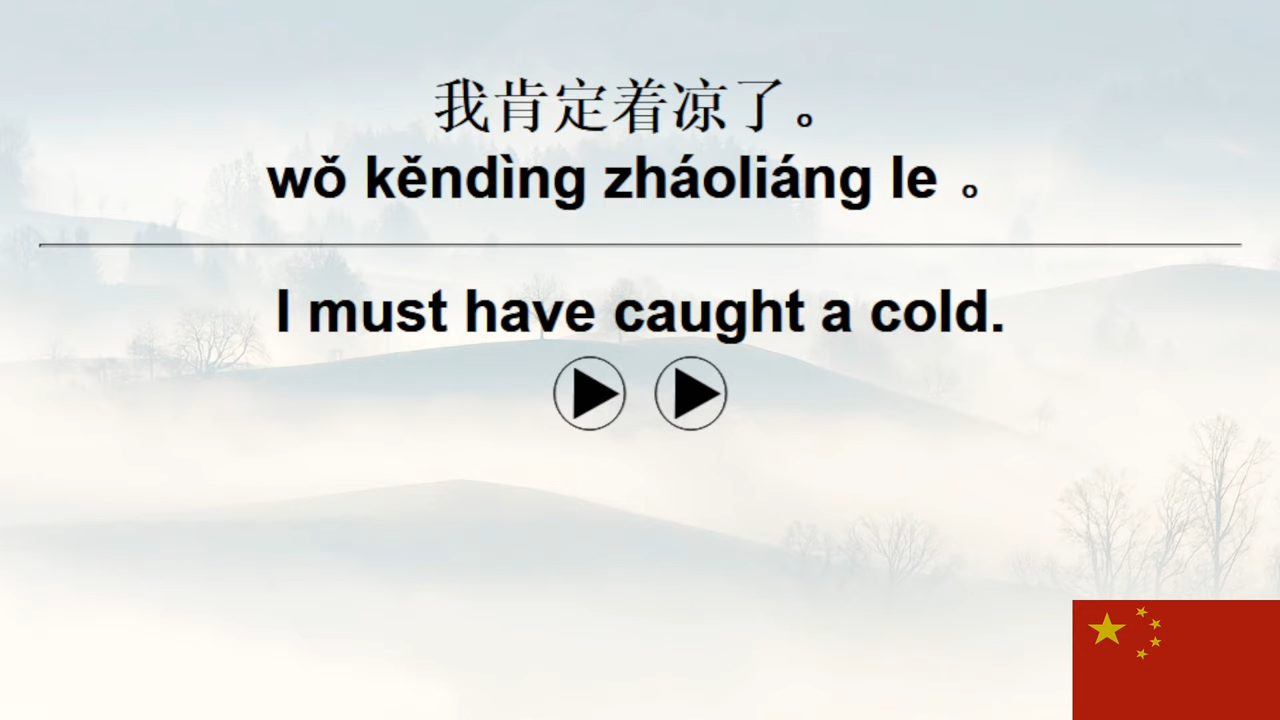 我肯定着凉了。
wǒ kěndìng zháoliáng le 。
I must have caught a cold.